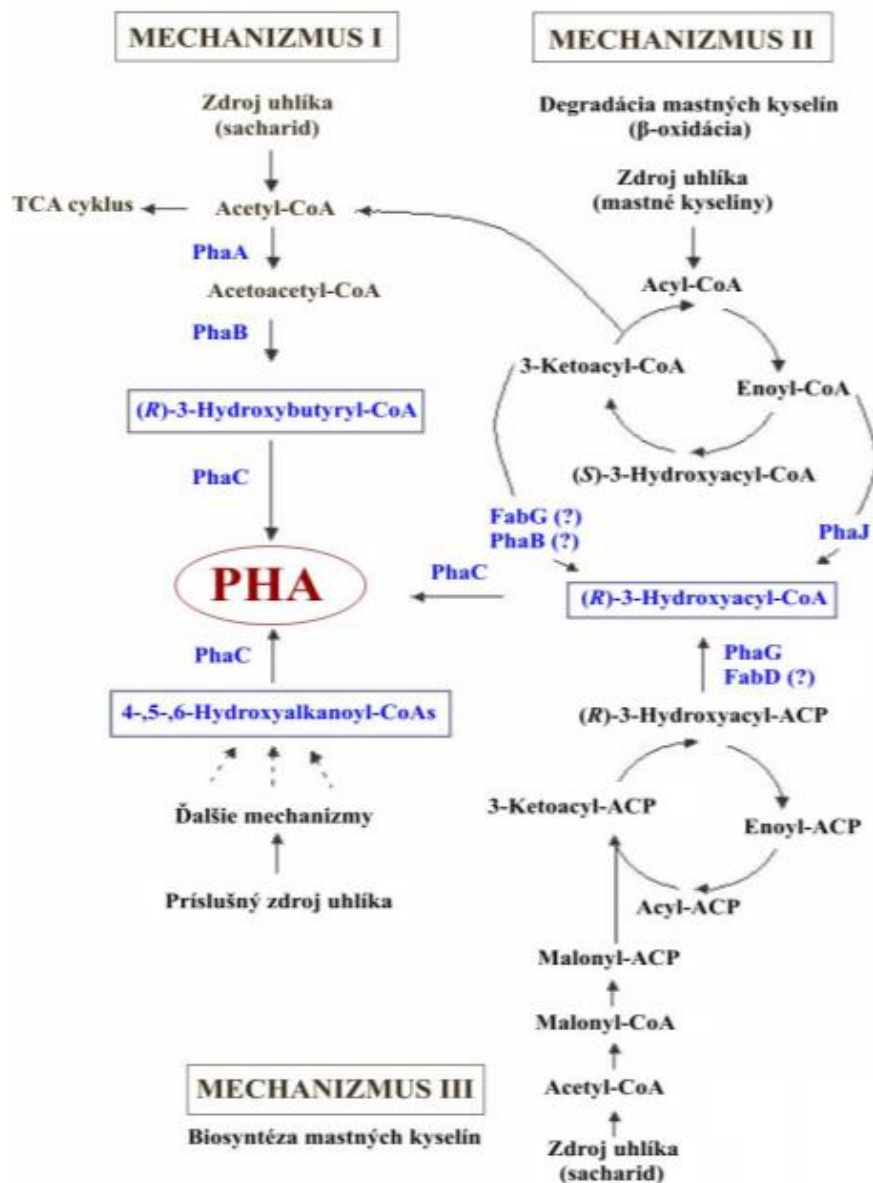 MECHANIZMUS I
Zdroj uhlíka
(sacharid)
TCA cyklus
Acetyl-CoA
PhaA
Acetoacetyl-CoA
PhaB
(R)-3-Hydroxybutyryl-CoA
PhaC
PHA
PhaC
4-,5-,6-Hydroxyalkanoyl-CoAs
Ďalšie mechanizmy
Príslušný zdroj uhlíka
MECHANIZMUS II
Degradácia mastných kyselín
(β-oxidácia)
Zdroj uhlíka
(mastné kyseliny)
Acyl-CoA
3-Ketoacyl-CoA
Enoyl-CoA
(S)-3-Hydroxyacyl-CoA
FabG (?)
PhaB (?)
PhaJ
PhaC
(R)-3-Hydroxyacyl-CoA
PhaG
FabD (?)
(R)-3-Hydroxyacyl-ACP
3-Ketoacyl-ACP
Enoyl-ACP
Acyl-ACP
Malonyl-ACP
Malonyl-CoA
Acetyl-CoA
Zdroj uhlíka
(sacharid)
MECHANIZMUS III
Biosyntéza mastných kyselín